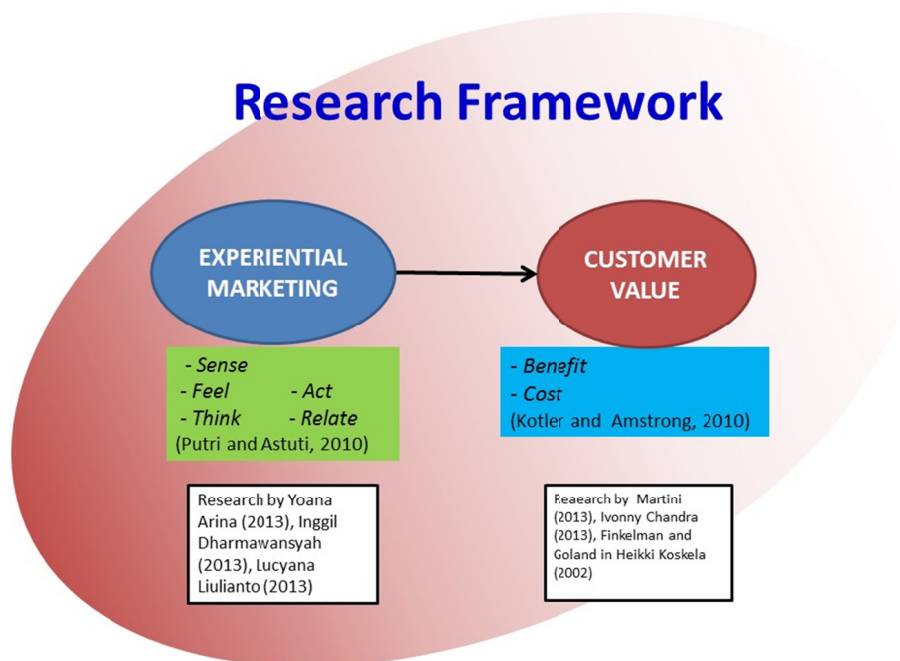 Research Framework
EXPERIENTIAL
MARKETING
CUSTOMER
VALUE
- Sense
- Feel - Act
- Think - Relate
(Putri and Astuti, 2010)
- Benefit
- Cost
(Kotler and Amstrong, 2010)
Research by Yoana
Arina (2013), Inggil
Dharmawansyah
(2013), Lucyana
Liulianto (2013)
Reaearch by Martini
(2013), Ivonny Chandra
(2013), Finkelman and
Goland in Heikki Koskela
(2002)